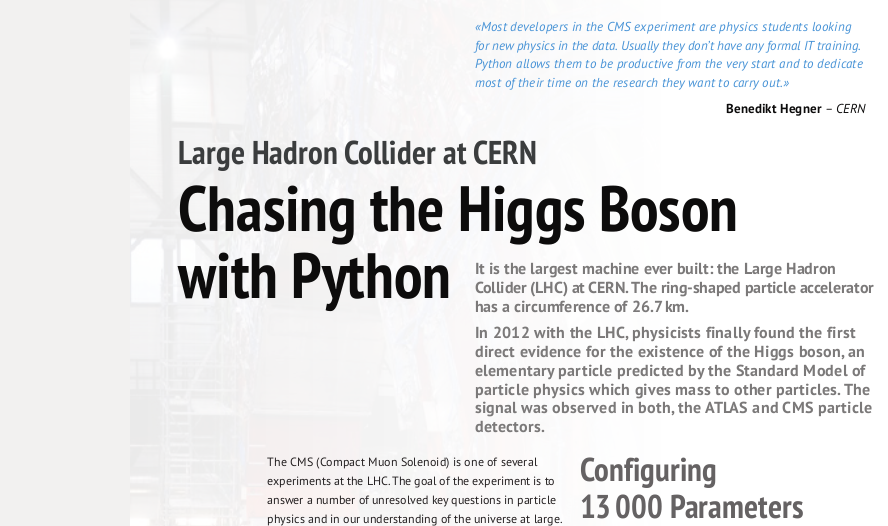 «Most developers in the CMS experiment are physics students looking
for new physics in the data. Usually they don't have any formal IT training.
Python allows them to be productive from the very start and to dedicate
most of their time on the research they want to carry out.»
Benedikt Hegner – CERN
Large Hadron Collider at CERN
Chasing the Higgs Boson
with Python
It is the largest machine ever built: the Large Hadron
Collider (LHC) at CERN. The ring-shaped particle accelerator
has a circumference of 26.7 km.
In 2012 with the LHC, physicists finally found the first
direct evidence for the existence of the Higgs boson, an
elementary particle predicted by the Standard Model of
particle physics which gives mass to other particles. The
signal was observed in both, the ATLAS and CMS particle
detectors.
The CMS (Compact Muon Solenoid) is one of several
experiments at the LHC. The goal of the experiment is to
answer a number of unresolved key questions in particle
physics and in our understanding of the universe at large.
Configuring
13 000 Parameters